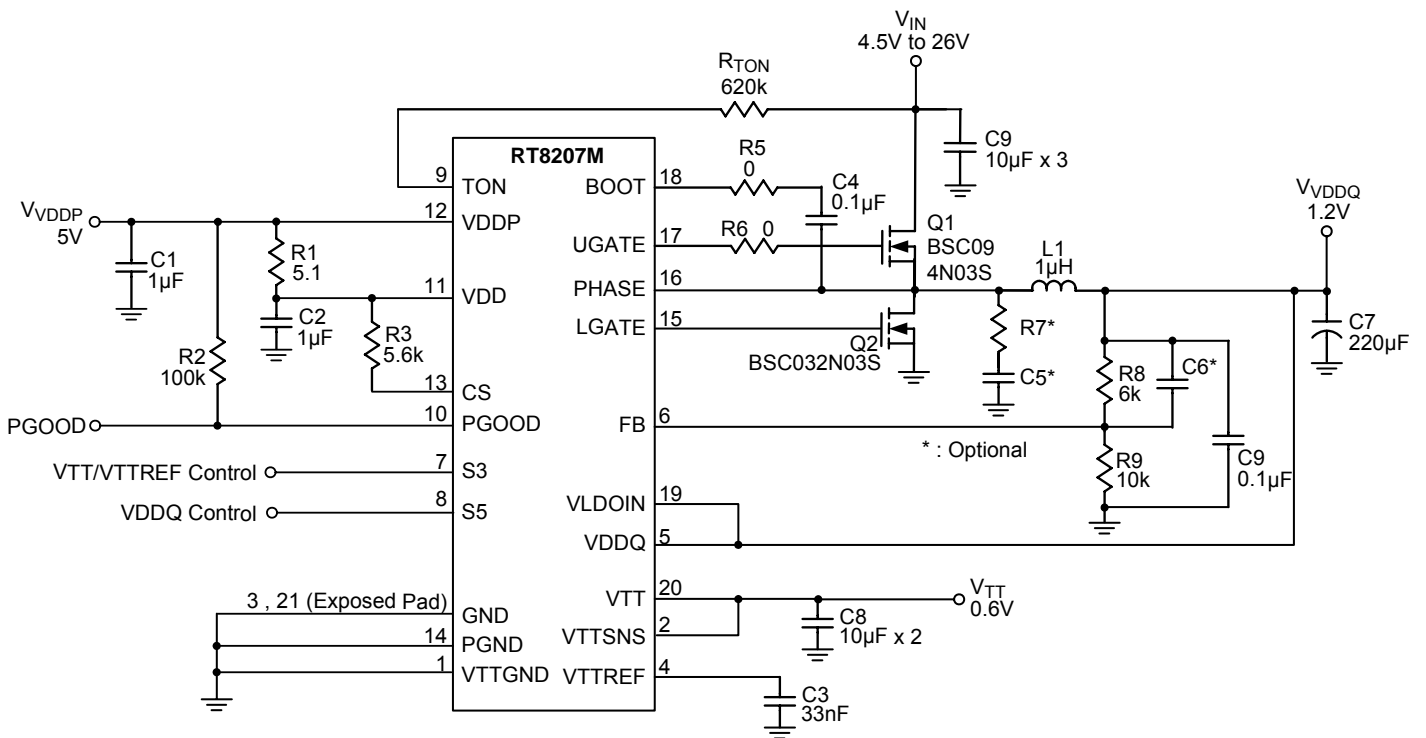 VIN
4.5V to 26V
RTON
620k
C9
10µF x 3
RT8207M
R5
0
C4
0.1µF
9
TON
BOOT
18
VVDDP
5V
12
VDDP
UGATE
17
R6 0
Q1
BSC09
4N03S
VVDDQ
1.2V
C1
1µF
R1
5.1
11
VDD
PHASE
16
L1
1µH
C2
1µF
R3
5.6k
LGATE
15
Q2
BSC032N03S
R7*
C5*
C7
220µF
R2
100k
13
CS
R8
6k
C6*
PGOOD
10
PGOOD
FB
6
* : Optional
R9
10k
C9
0.1µF
VTT/VTTREF Control
7
S3
VDDQ Control
8
S5
VLDOIN
19
VDDQ
5
3 , 21 (Exposed Pad)
GND
14
PGND
1
VTTGND
VTT
20
VTT
0.6V
VTTSNS
2
C8
10µF x 2
VTTREF
4
C3
33nF